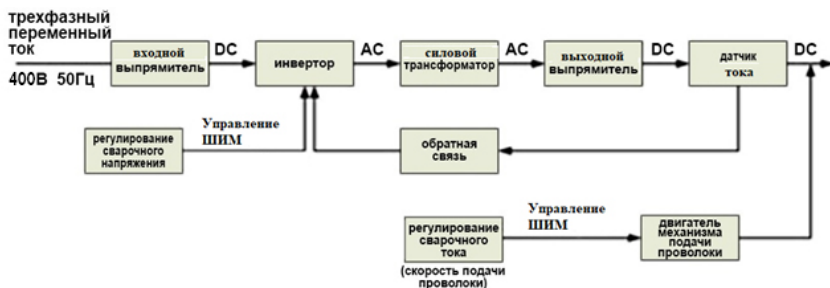 трехфазный
переменный
ток
400В 50Гц
входной
выпрямитель
DC
инвертор
AC
силовой
трансформатор
AC
выходной
выпрямитель
DC
датчик
тока
DC
регулирование
сварочного
напряжения
Управление
ШИМ
обратная
связь
регулирование
сварочного
тока
(скорость подачи
проволоки)
Управление
ШИМ
двигатель
механизма
подачи
проволоки